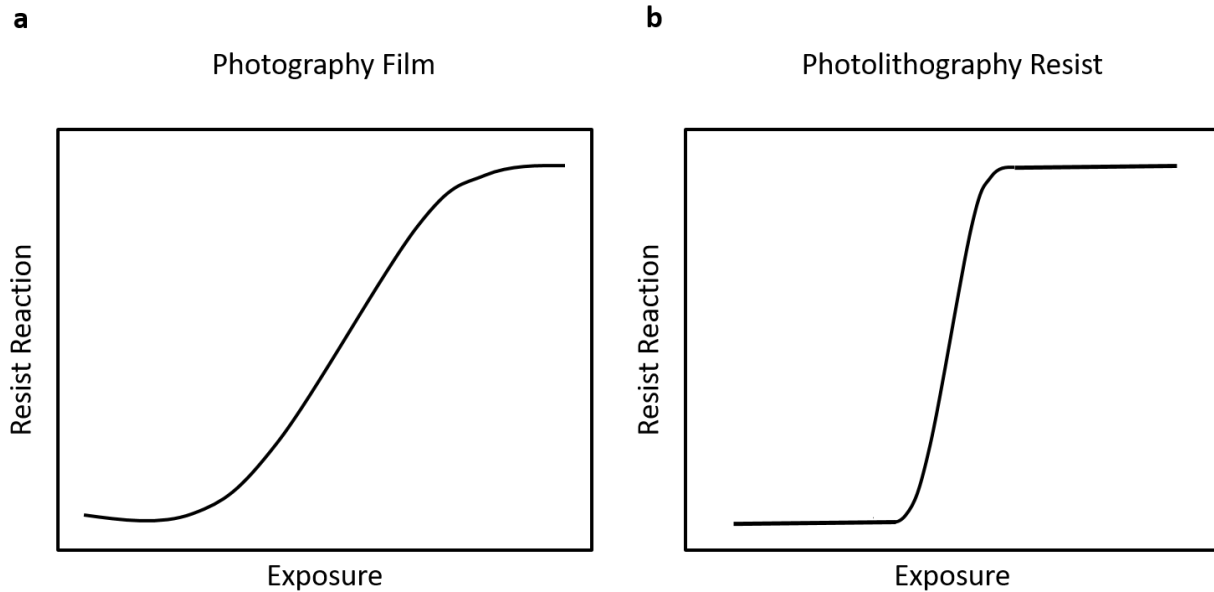 a
Photography Film
Resist Reaction
Exposure
b
Photolithography Resist
Resist Reaction
Exposure